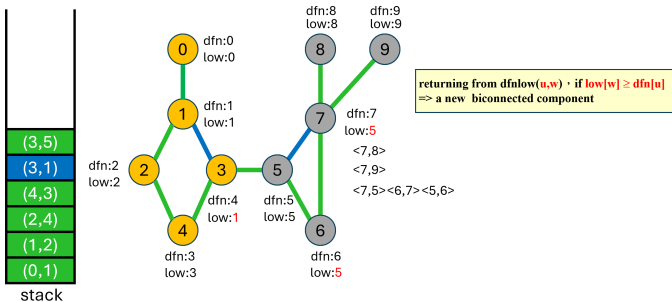 (3,5)
(3,1)
(4,3)
(2,4)
(1,2)
(0,1)
stack
0
dfn:0
low:0
1
dfn:1
low:1
dfn:2
low:2
2
3
dfn:4
low:1
4
dfn:3
low:3
5
dfn:5
low:5
6
dfn:6
low:5
7
dfn:7
low:5
dfn:8
low:8
8
dfn:9
low:9
9
<7,8>
<7,9>
<7,5><6,7><5,6>
returning from dfnlow(u,w)，if low[w] ≥ dfn[u]
=> a new biconnected component